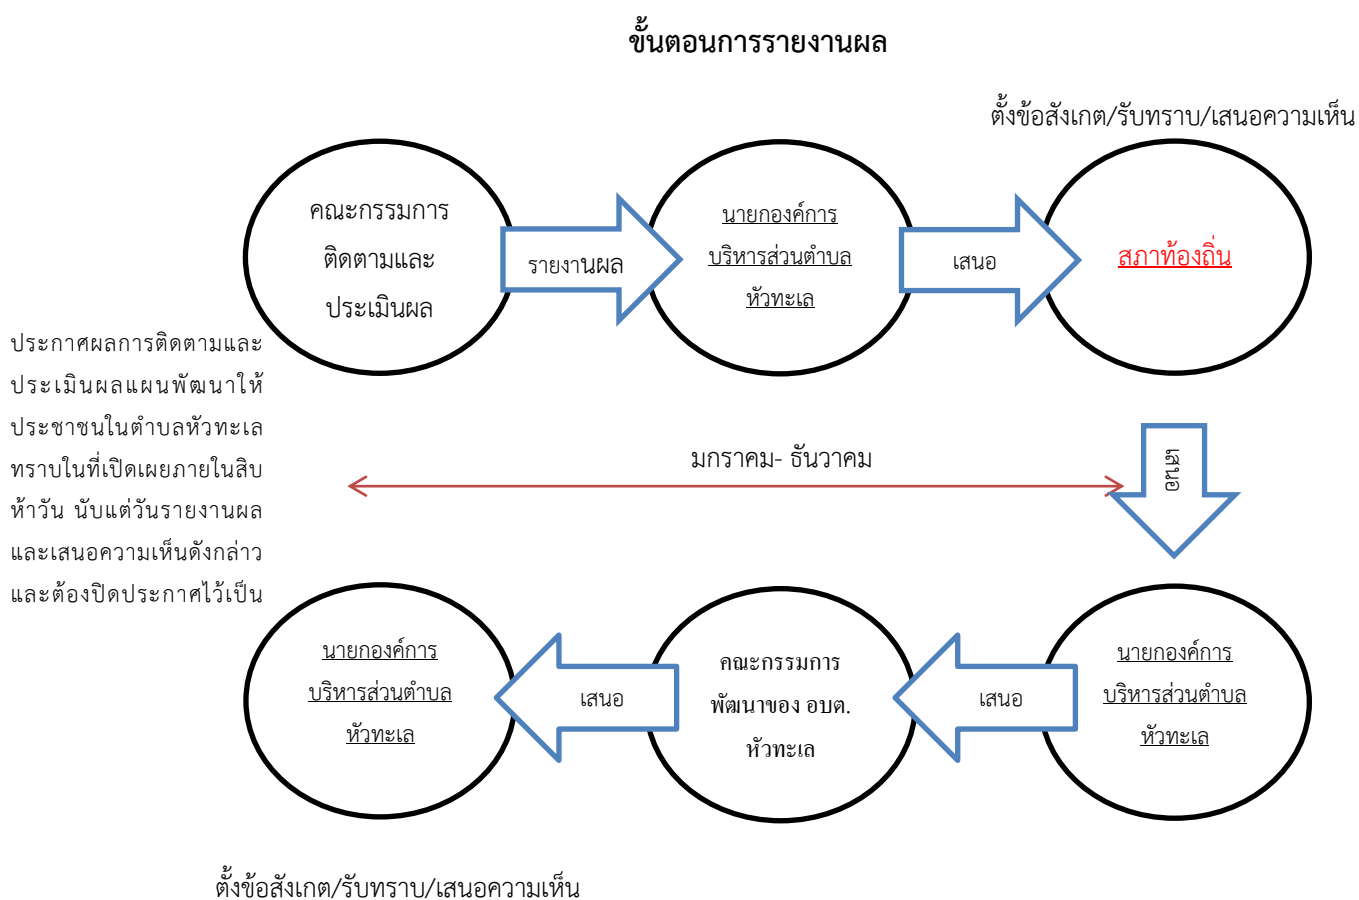 ขั้นตอนการรายงานผล
ตั้งข้อสังเกต/รับทราบ/เสนอความเห็น
คณะกรรมการ
ติดตามและ
ประเมินผล
รายงานผล
นายกองค์การ
บริหารส่วนตำบล
หัวทะเล
เสนอ
สภาท้องถิ่น
ประกาศผลการติดตามและ
ประเมินผลแผนพัฒนาให้
ประชาชนในตำบลหัวทะเล
ทราบในที่เปิดเผยภายในสิบ
ห้าวัน นับแต่วันรายงานผล
และเสนอความเห็นดังกล่าว
และต้องปิดประกาศไว้เป็น
มกราคม- ธันวาคม
เสนอ
นายกองค์การ
บริหารส่วนตำบล
หัวทะเล
เสนอ
คณะกรรมการ
พัฒนาของ อบต.
หัวทะเล
เสนอ
นายกองค์การ
บริหารส่วนตำบล
หัวทะเล
ตั้งข้อสังเกต/รับทราบ/เสนอความเห็น